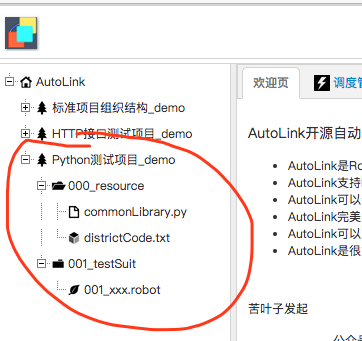 AutoLink
标准项目组织结构_demo
HTTP接口测试项目_demo
Python测试项目_demo
000_resource
commonLibrary.py
districtCode.txt
001_testSuit
001_xxx.robot
欢迎页
调度管
AutoLink开源自动
AutoLink是Ro
AutoLink支持
AutoLink可以
AutoLink完美
AutoLink可以
AutoLink是很
苦叶子发起
公众号